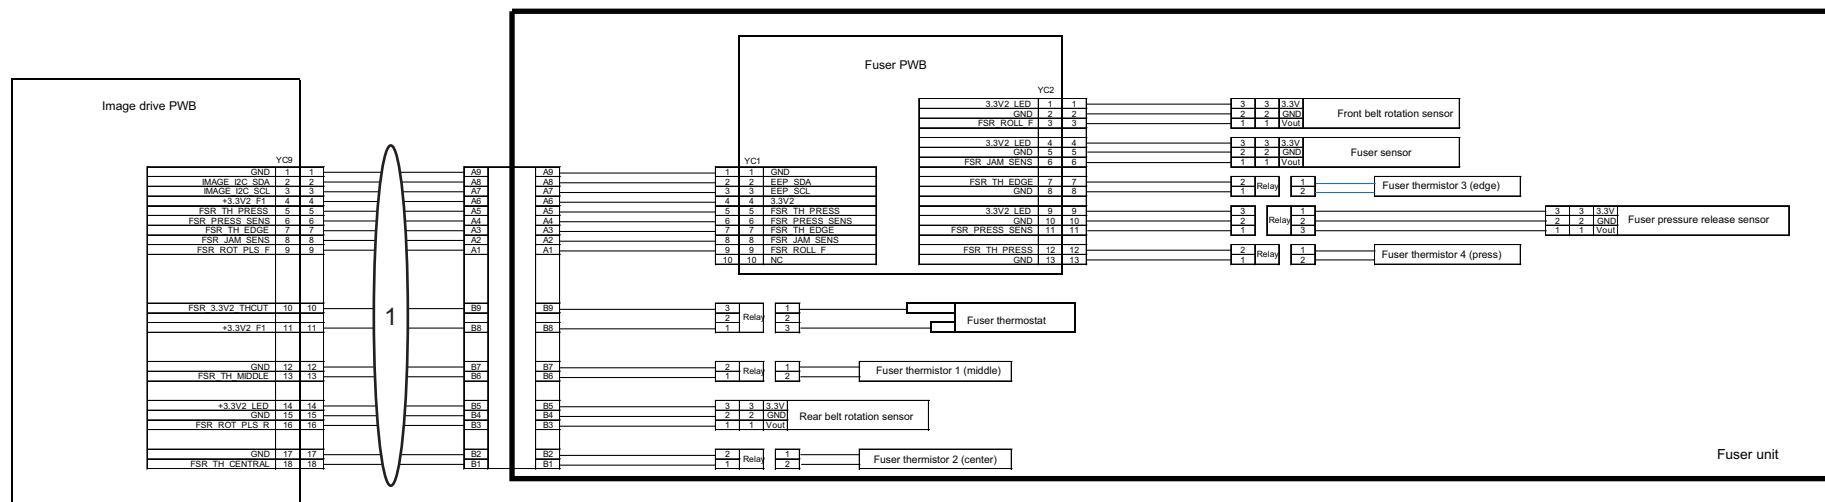 Fuser PWB
Image drive PWB
YC2
3.3V2 LED 1 1 3 3 3.3V
GND 2 2 2 2 GND Front belt rotation sensor
FSR ROLL F 3 3 1 1 Vout
3.3V2 LED 4 4 3 3 3.3V
GND 5 5 2 2 GND Fuser sensor
FSR JAM SENS 6 6 1 1 Vout
YC9
YC1
GND 1 1 A9 A9 1 1 GND
IMAGE I2C SDA 2 2 A8 A8 2 2 EEP SDA
FSR TH EDGE 7 7 2 Relay 1 Fuser thermistor 3 (edge)
IMAGE I2C SCL 3 3 A7 A7 3 3 EEP SCL
GND 8 8 1 2
+3.3V2 F1 4 4 A6 A6 4 4 3.3V2
FSR TH PRESS 5 5 A5 A5 5 5 FSR TH PRESS
3.3V2 LED 9 9 3 Relay 1 3 3 3.3V
FSR PRESS SENS 6 6 A4 A4 6 6 FSR PRESS SENS
GND 10 10 2 2 2 2 GND Fuser pressure release sensor
FSR TH EDGE 7 7 A3 A3 7 7 FSR TH EDGE
FSR PRESS SENS 11 11 1 3 1 1 Vout
FSR JAM SENS 8 8 A2 A2 8 8 FSR JAM SENS
FSR ROT PLS F 9 9 A1 A1 9 9 FSR ROLL F
FSR TH PRESS 12 12 2 Relay 1 Fuser thermistor 4 (press)
10 10 NC
GND 13 13 1 2
FSR 3.3V2 THCUT 10 10 B9 B9 3 1
1
2 Relay 2 Fuser thermostat
+3.3V2 F1 11 11 B8 B8 1 3
GND 12 12 B7 B7 2 Relay 1 Fuser thermistor 1 (middle)
FSR TH MIDDLE 13 13 B6 B6 1 2
+3.3V2 LED 14 14 B5 B5 3 3 3.3V
GND 15 15 B4 B4 2 2 GND Rear belt rotation sensor
FSR ROT PLS R 16 16 B3 B3 1 1 Vout
GND 17 17 B2 B2 2 Relay 1 Fuser thermistor 2 (center)
FSR TH CENTRAL 18 18 B1 B1 1 2
Fuser unit